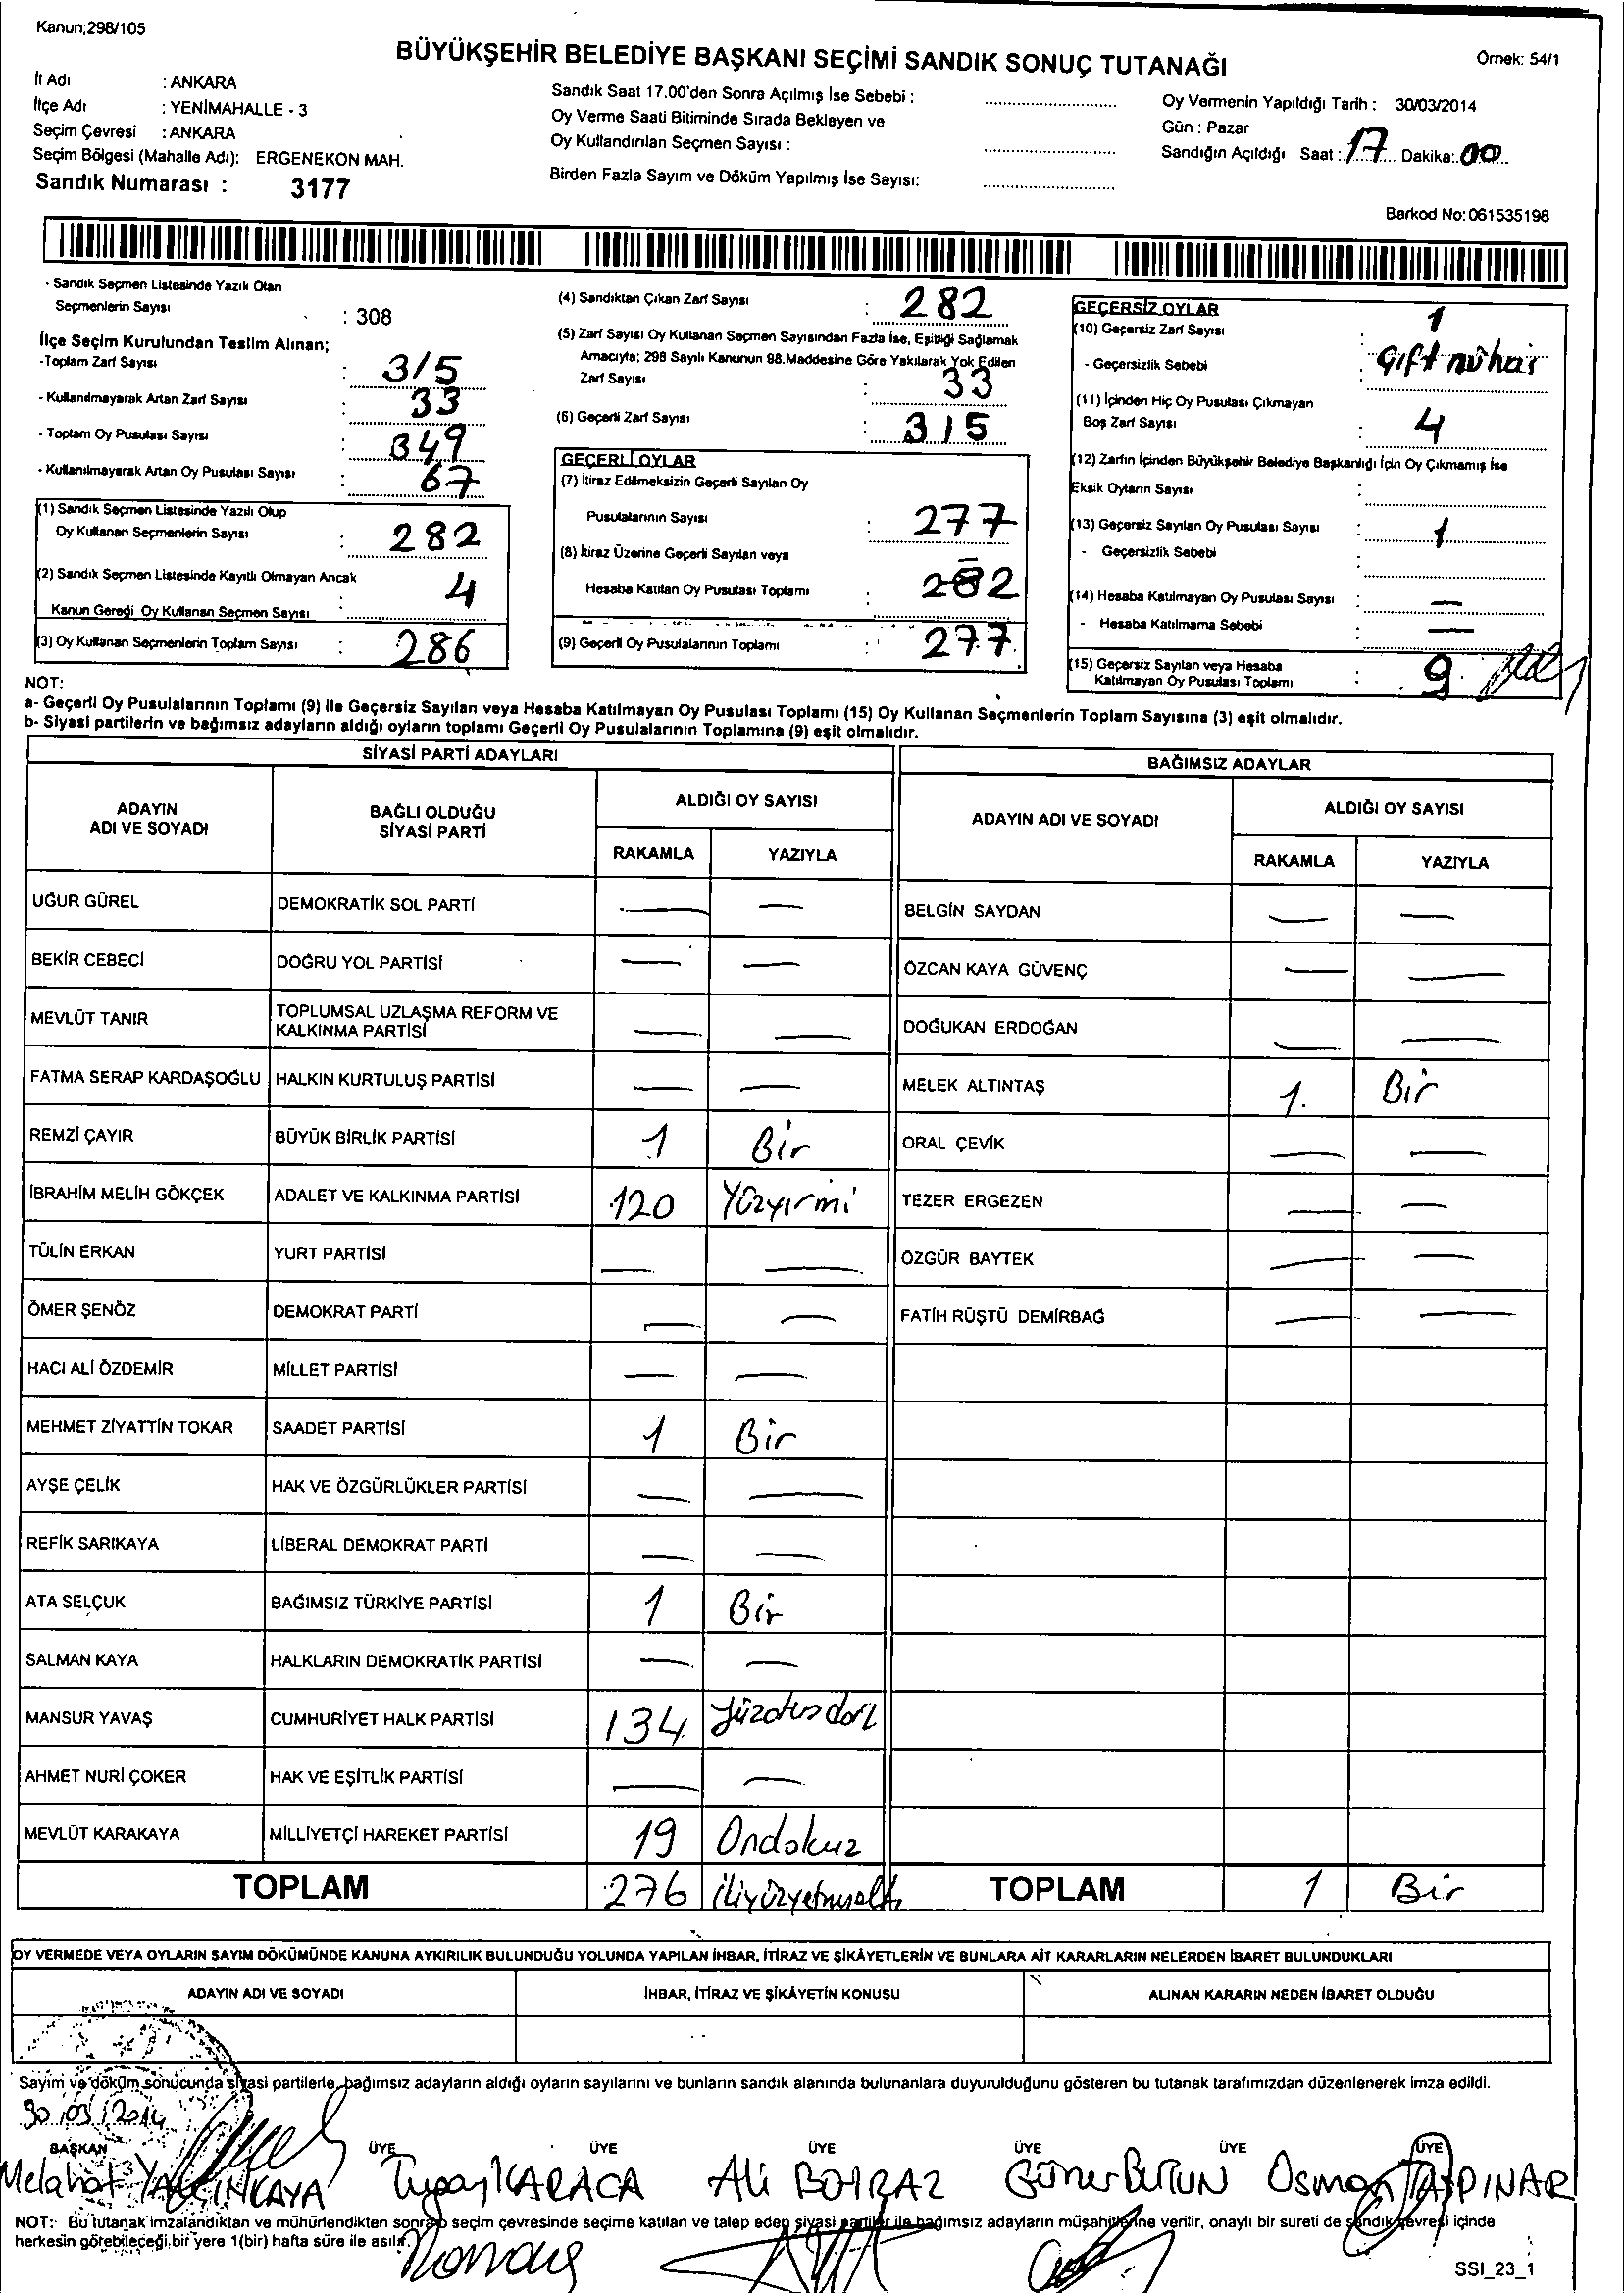 Kanun;298/105
BÜYÜKŞEHİR BELEDİYE BAŞKANI SEÇİMİ SANDIK SONUÇ TUTANAĞI
Örnek: 54/1
İl Adı : ANKARA
İlçe Adı : YENİMAHALLE - 3
Seçim Çevresi : ANKARA
Seçim Bölgesi (Mahalle Adı): ERGENEKON MAH.
Sandık Numarası : 3177
Sandık Saat 17.00'den Sonra Açılmış İse Sebebi :
Oy Verme Saati Bitiminde Sırada Bekleyen ve
Oy Kullandırılan Seçmen Sayısı :
Birden Fazla Sayım ve Döküm Yapılmış İse Sayısı:
Oy Vermenin Yapıldığı Tarih : 30/03/2014
Gün : Pazar
Sandığın Açıldığı Saat : 17 Dakika: 00
Barkod No: 061535198
- Sandık Seçmen Listesinde Yazılı Olan
Seçmenlerin Sayısı : 308
İlçe Seçim Kurulundan Teslim Alınan;
-Toplam Zarf Sayısı : 315
- Kullanılmayarak Artan Zarf Sayısı : 33
- Toplam Oy Pusulası Sayısı : 349
- Kullanılmayarak Artan Oy Pusulası Sayısı : 67
(1) Sandık Seçmen Listesinde Yazılı Olup
Oy Kullanan Seçmenlerin Sayısı : 282
(2) Sandık Seçmen Listesinde Kayıtlı Olmayan Ancak
Kanun Gereği Oy Kullanan Seçmen Sayısı : 4
(3) Oy Kullanan Seçmenlerin Toplam Sayısı : 286
(4) Sandıktan Çıkan Zarf Sayısı : 282
(5) Zarf Sayısı Oy Kullanan Seçmen Sayısından Fazla İse, Eşitliği Sağlamak
Amacıyla; 298 Sayılı Kanunun 98.Maddesine Göre Yakılarak Yok Edilen
Zarf Sayısı : 33
(6) Geçerli Zarf Sayısı : 315
GEÇERLİ OYLAR
(7) İtiraz Edilmeksizin Geçerli Sayılan Oy
Pusulalarının Sayısı : 277
(8) İtiraz Üzerine Geçerli Sayılan veya
Hesaba Katılan Oy Pusulası Toplamı : 282
(9) Geçerli Oy Pusulalarının Toplamı : 277
GEÇERSİZ OYLAR
(10) Geçersiz Zarf Sayısı : 1
- Geçersizlik Sebebi : Çift mühür
(11) İçinden Hiç Oy Pusulası Çıkmayan
Boş Zarf Sayısı : 4
(12) Zarfın İçinden Büyükşehir Belediye Başkanlığı İçin Oy Çıkmamış İse
Eksik Oyların Sayısı :
(13) Geçersiz Sayılan Oy Pusulası Sayısı : 1
- Geçersizlik Sebebi :
(14) Hesaba Katılmayan Oy Pusulası Sayısı : —
- Hesaba Katılmama Sebebi : —
(15) Geçersiz Sayılan veya Hesaba
Katılmayan Oy Pusulası Toplamı : 9
NOT:
a- Geçerli Oy Pusulalarının Toplamı (9) ile Geçersiz Sayılan veya Hesaba Katılmayan Oy Pusulası Toplamı (15) Oy Kullanan Seçmenlerin Toplam Sayısına (3) eşit olmalıdır.
b- Siyasi partilerin ve bağımsız adayların aldığı oyların toplamı Geçerli Oy Pusulalarının Toplamına (9) eşit olmalıdır.
SİYASİ PARTİ ADAYLARI
ADAYIN ADI VE SOYADI BAĞLI OLDUĞU SİYASİ PARTİ ALDIĞI OY SAYISI
RAKAMLA YAZIYLA
UĞUR GÜREL DEMOKRATİK SOL PARTİ — —
BEKİR CEBECİ DOĞRU YOL PARTİSİ — —
MEVLÜT TANIR TOPLUMSAL UZLAŞMA REFORM VE KALKINMA PARTİSİ — —
FATMA SERAP KARDAŞOĞLU HALKIN KURTULUŞ PARTİSİ — —
REMZİ ÇAYIR BÜYÜK BİRLİK PARTİSİ 1 Bir
İBRAHİM MELİH GÖKÇEK ADALET VE KALKINMA PARTİSİ 120 Yüzyirmi
TÜLİN ERKAN YURT PARTİSİ — —
ÖMER ŞENÖZ DEMOKRAT PARTİ — —
HACI ALİ ÖZDEMİR MİLLET PARTİSİ — —
MEHMET ZİYATTİN TOKAR SAADET PARTİSİ 1 Bir
AYŞE ÇELİK HAK VE ÖZGÜRLÜKLER PARTİSİ — —
REFİK SARIKAYA LİBERAL DEMOKRAT PARTİ — —
ATA SELÇUK BAĞIMSIZ TÜRKİYE PARTİSİ 1 Bir
SALMAN KAYA HALKLARIN DEMOKRATİK PARTİSİ — —
MANSUR YAVAŞ CUMHURİYET HALK PARTİSİ 134 yüzotuzdört
AHMET NURİ ÇOKER HAK VE EŞİTLİK PARTİSİ — —
MEVLÜT KARAKAYA MİLLİYETÇİ HAREKET PARTİSİ 19 Ondokuz
TOPLAM 276 ikiyüzyetmişaltı
BAĞIMSIZ ADAYLAR
ADAYIN ADI VE SOYADI ALDIĞI OY SAYISI
RAKAMLA YAZIYLA
BELGİN SAYDAN — —
ÖZCAN KAYA GÜVENÇ — —
DOĞUKAN ERDOĞAN — —
MELEK ALTINTAŞ 1. Bir
ORAL ÇEVİK — —
TEZER ERGEZEN — —
ÖZGÜR BAYTEK — —
FATİH RÜŞTÜ DEMİRBAĞ — —
TOPLAM 1 Bir
OY VERMEDE VEYA OYLARIN SAYIM DÖKÜMÜNDE KANUNA AYKIRILIK BULUNDUĞU YOLUNDA YAPILAN İHBAR, İTİRAZ VE ŞİKÂYETLERİN VE BUNLARA AİT KARARLARIN NELERDEN İBARET BULUNDUKLARI
ADAYIN ADI VE SOYADI İHBAR, İTİRAZ VE ŞİKÂYETİN KONUSU ALINAN KARARIN NEDEN İBARET OLDUĞU
Sayım ve döküm sonucunda siyasi partilerle, bağımsız adayların aldığı oyların sayılarını ve bunların sandık alanında bulunanlara duyurulduğunu gösteren bu tutanak tarafımızdan düzenlenerek imza edildi.
30/03/2014
BAŞKAN ÜYE ÜYE ÜYE ÜYE ÜYE ÜYE
Melahat YALÇINKAYA KARACA Ali Güner Osman
NOT: Bu tutanak imzalandıktan ve mühürlendikten sonra o seçim çevresinde seçime katılan ve talep eden siyasi partiler ile bağımsız adayların müşahitlerine verilir, onaylı bir sureti de sandık çevresi içinde
herkesin görebileceği bir yere 1(bir) hafta süre ile asılır.
SSI_23_1